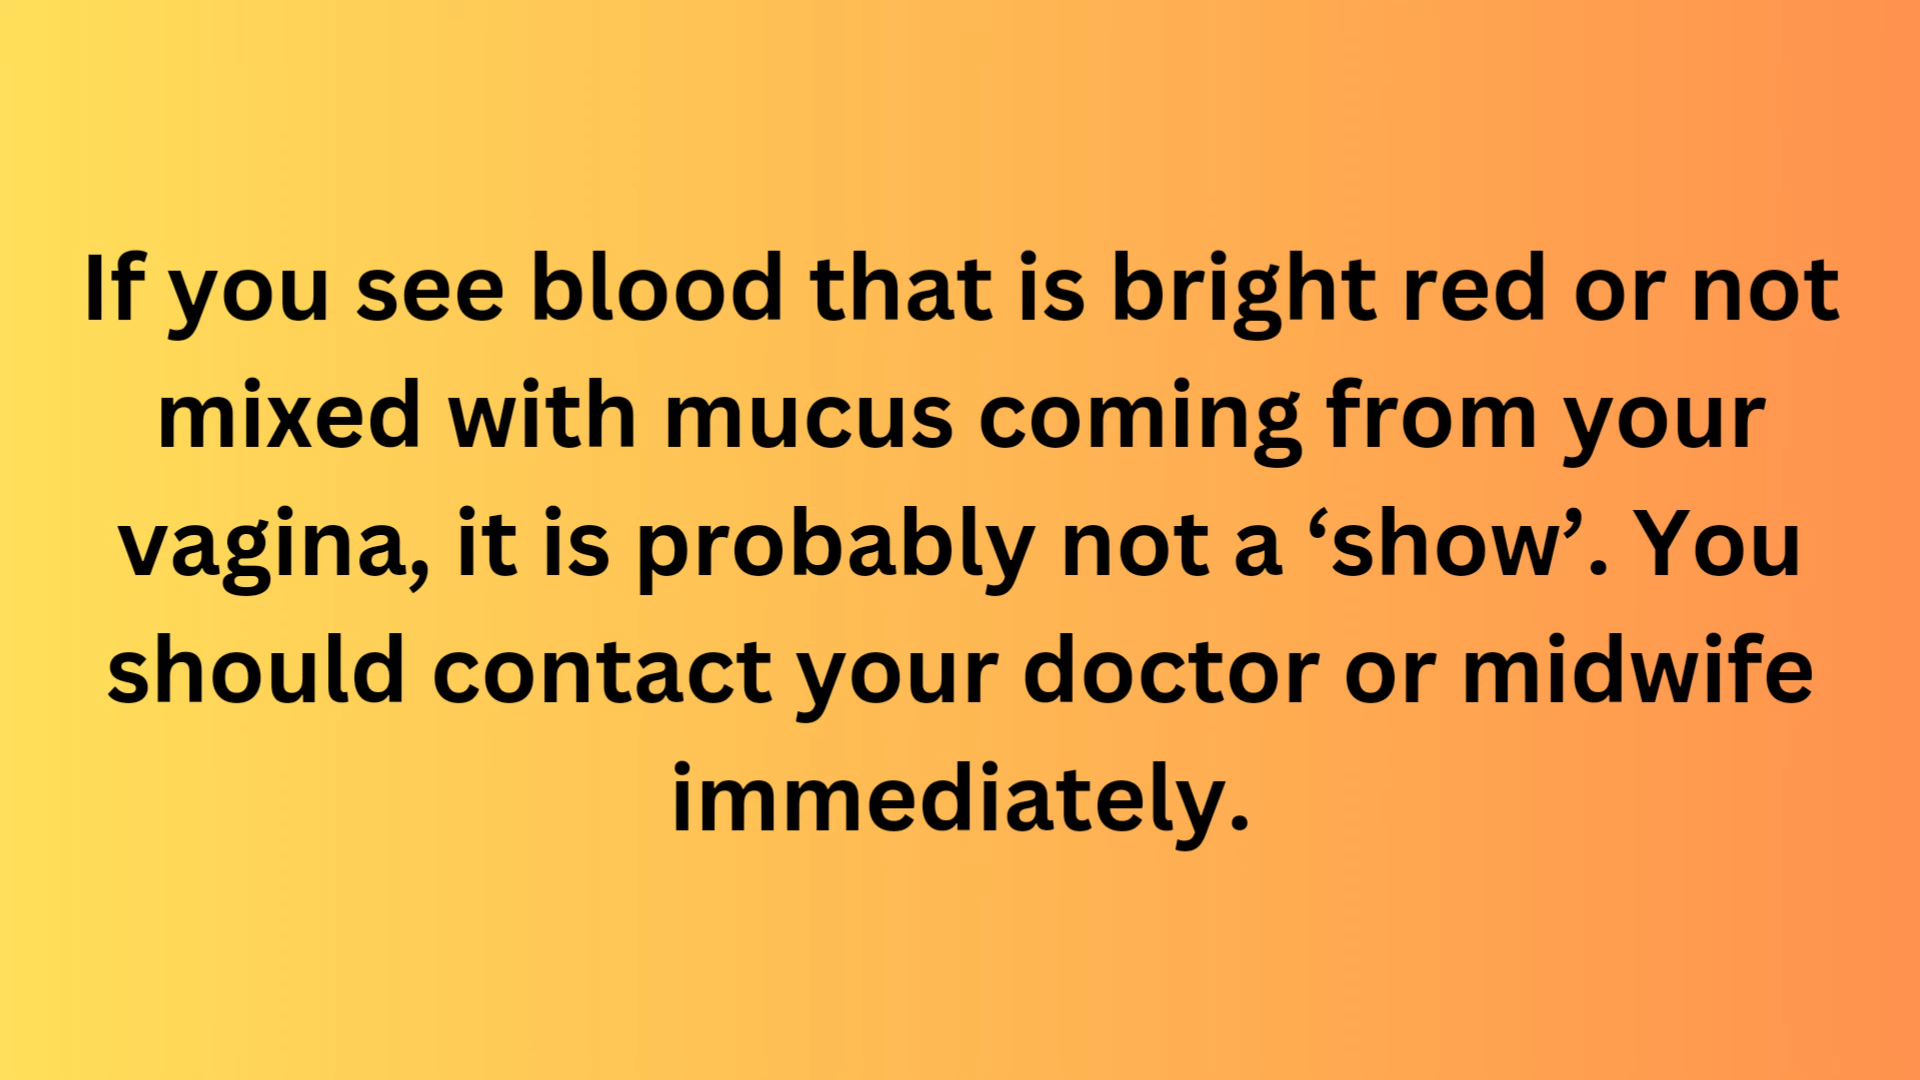 If you see blood that is bright red or not
mixed with mucus coming from your
vagina, it is probably not a ‘show’. You
should contact your doctor or midwife
immediately.